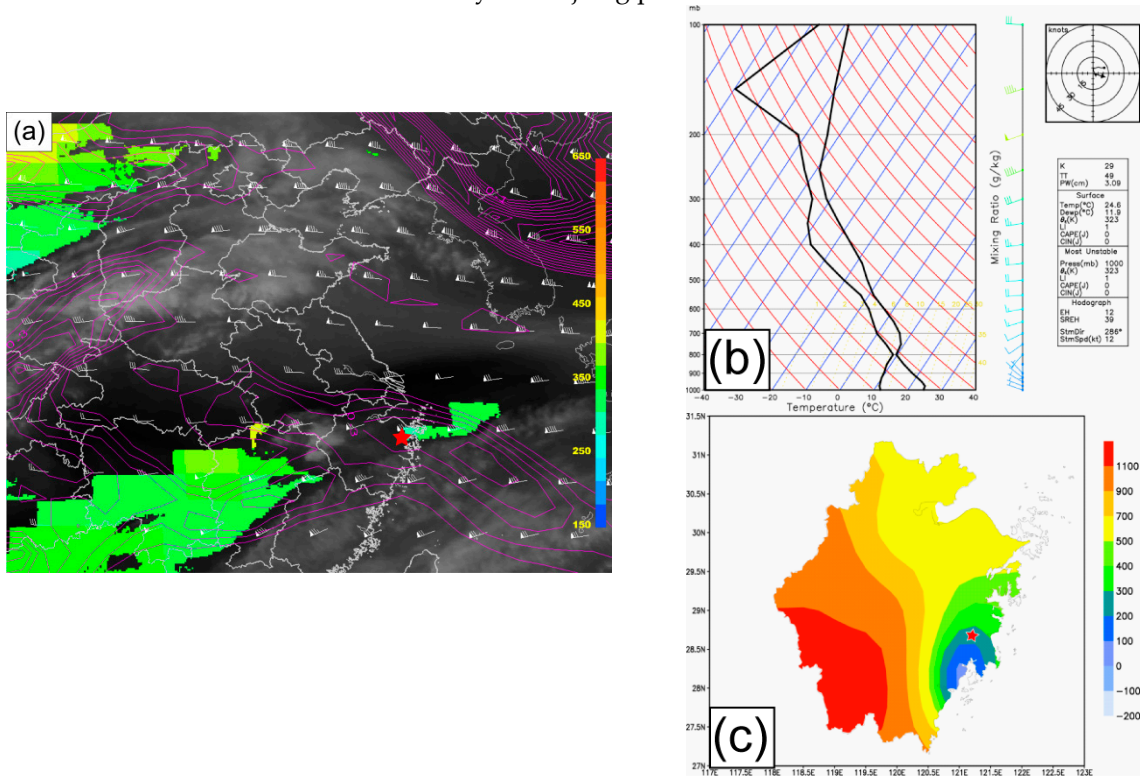 (a)
650
550
450
350
250
150
mb
100
200
300
400
500
600
700
800
900
1000
-40 -30 -20 -10 0 10 20 30 40
Temperature (°C)
Mixing Ratio (g/kg)
(b)
knots
15
30
45
K 29
TT 49
PW(cm) 3.09
Surface
Temp(°C) 24.6
Dewp(°C) 11.9
θE(K) 323
LI 1
CAPE(J) 0
CIN(J) 0
Most Unstable
Press(mb) 1000
θE(K) 323
LI 1
CAPE(J) 0
CIN(J) 0
Hodograph
EH 12
SREH 39
StmDir 286°
StmSpd(kt) 12
31.5N
31N
30.5N
30N
29.5N
29N
28.5N
28N
27.5N
27N
117E 117.5E 118E 118.5E 119E 119.5E 120E 120.5E 121E 121.5E 122E 122.5E 123E
(c)
1100
900
700
500
400
300
200
100
0
-100
-200